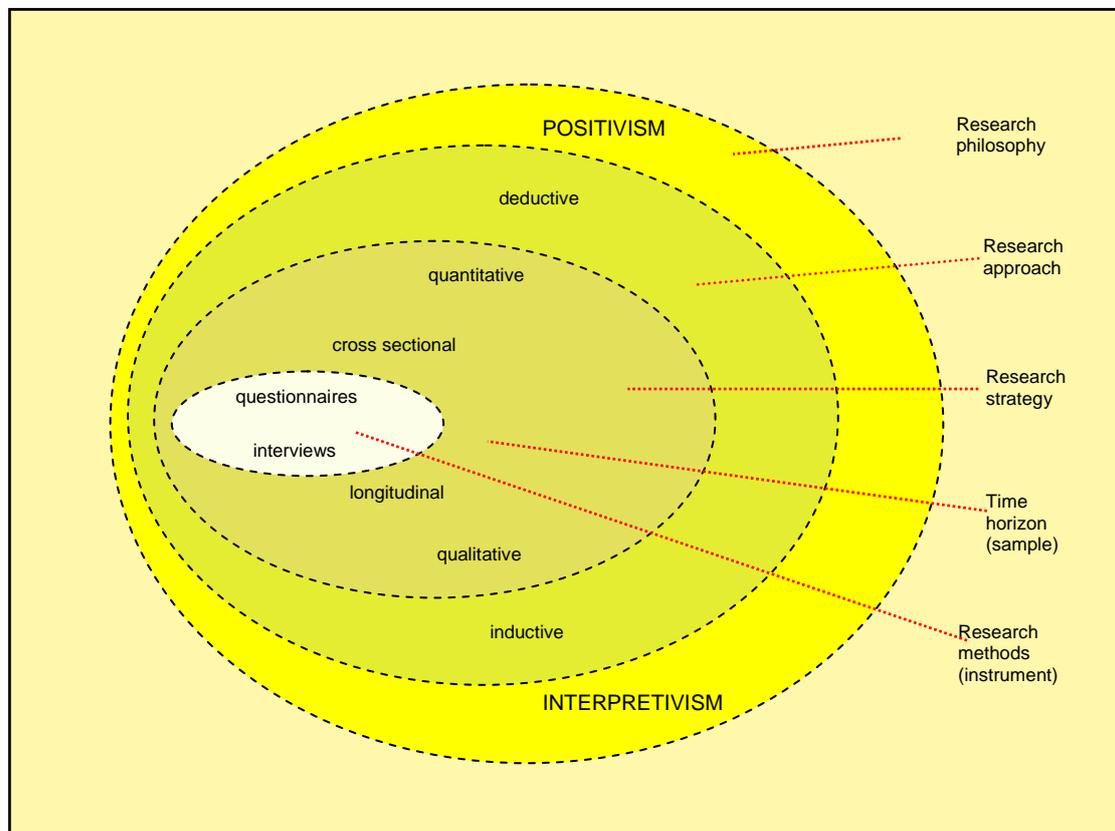 POSITIVISM
deductive
quantitative
cross sectional
questionnaires
interviews
longitudinal
qualitative
inductive
INTERPRETIVISM
Research
philosophy
Research
approach
Research
strategy
Time
horizon
(sample)
Research
methods
(instrument)